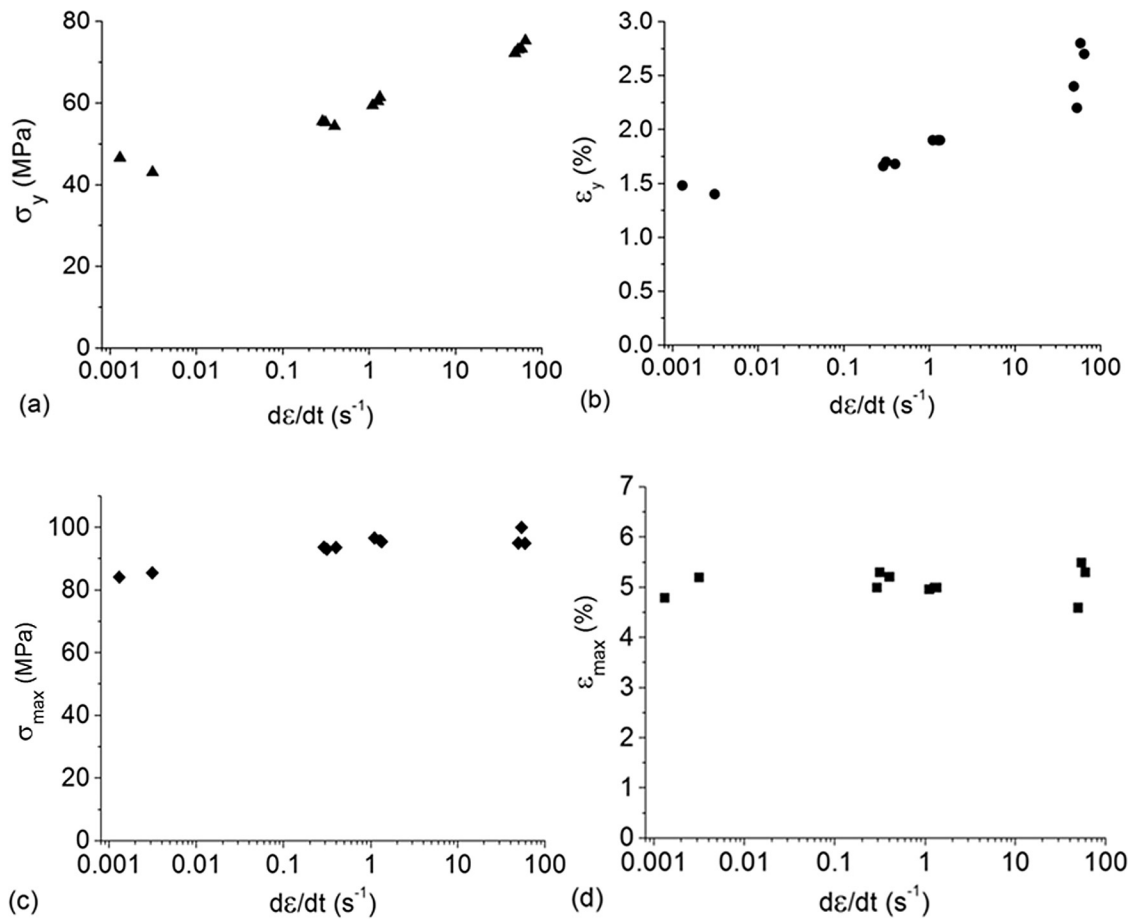 80
60
40
20
0
σy (MPa)
0.001 0.01 0.1 1 10 100
(a)
dε/dt (s-1)
3.0
2.5
2.0
1.5
1.0
0.5
0.0
εy (%)
0.001 0.01 0.1 1 10 100
(b)
dε/dt (s-1)
100
80
60
40
20
0
σmax (MPa)
0.001 0.01 0.1 1 10 100
(c)
dε/dt (s-1)
7
6
5
4
3
2
1
0
εmax (%)
0.001 0.01 0.1 1 10 100
(d)
dε/dt (s-1)